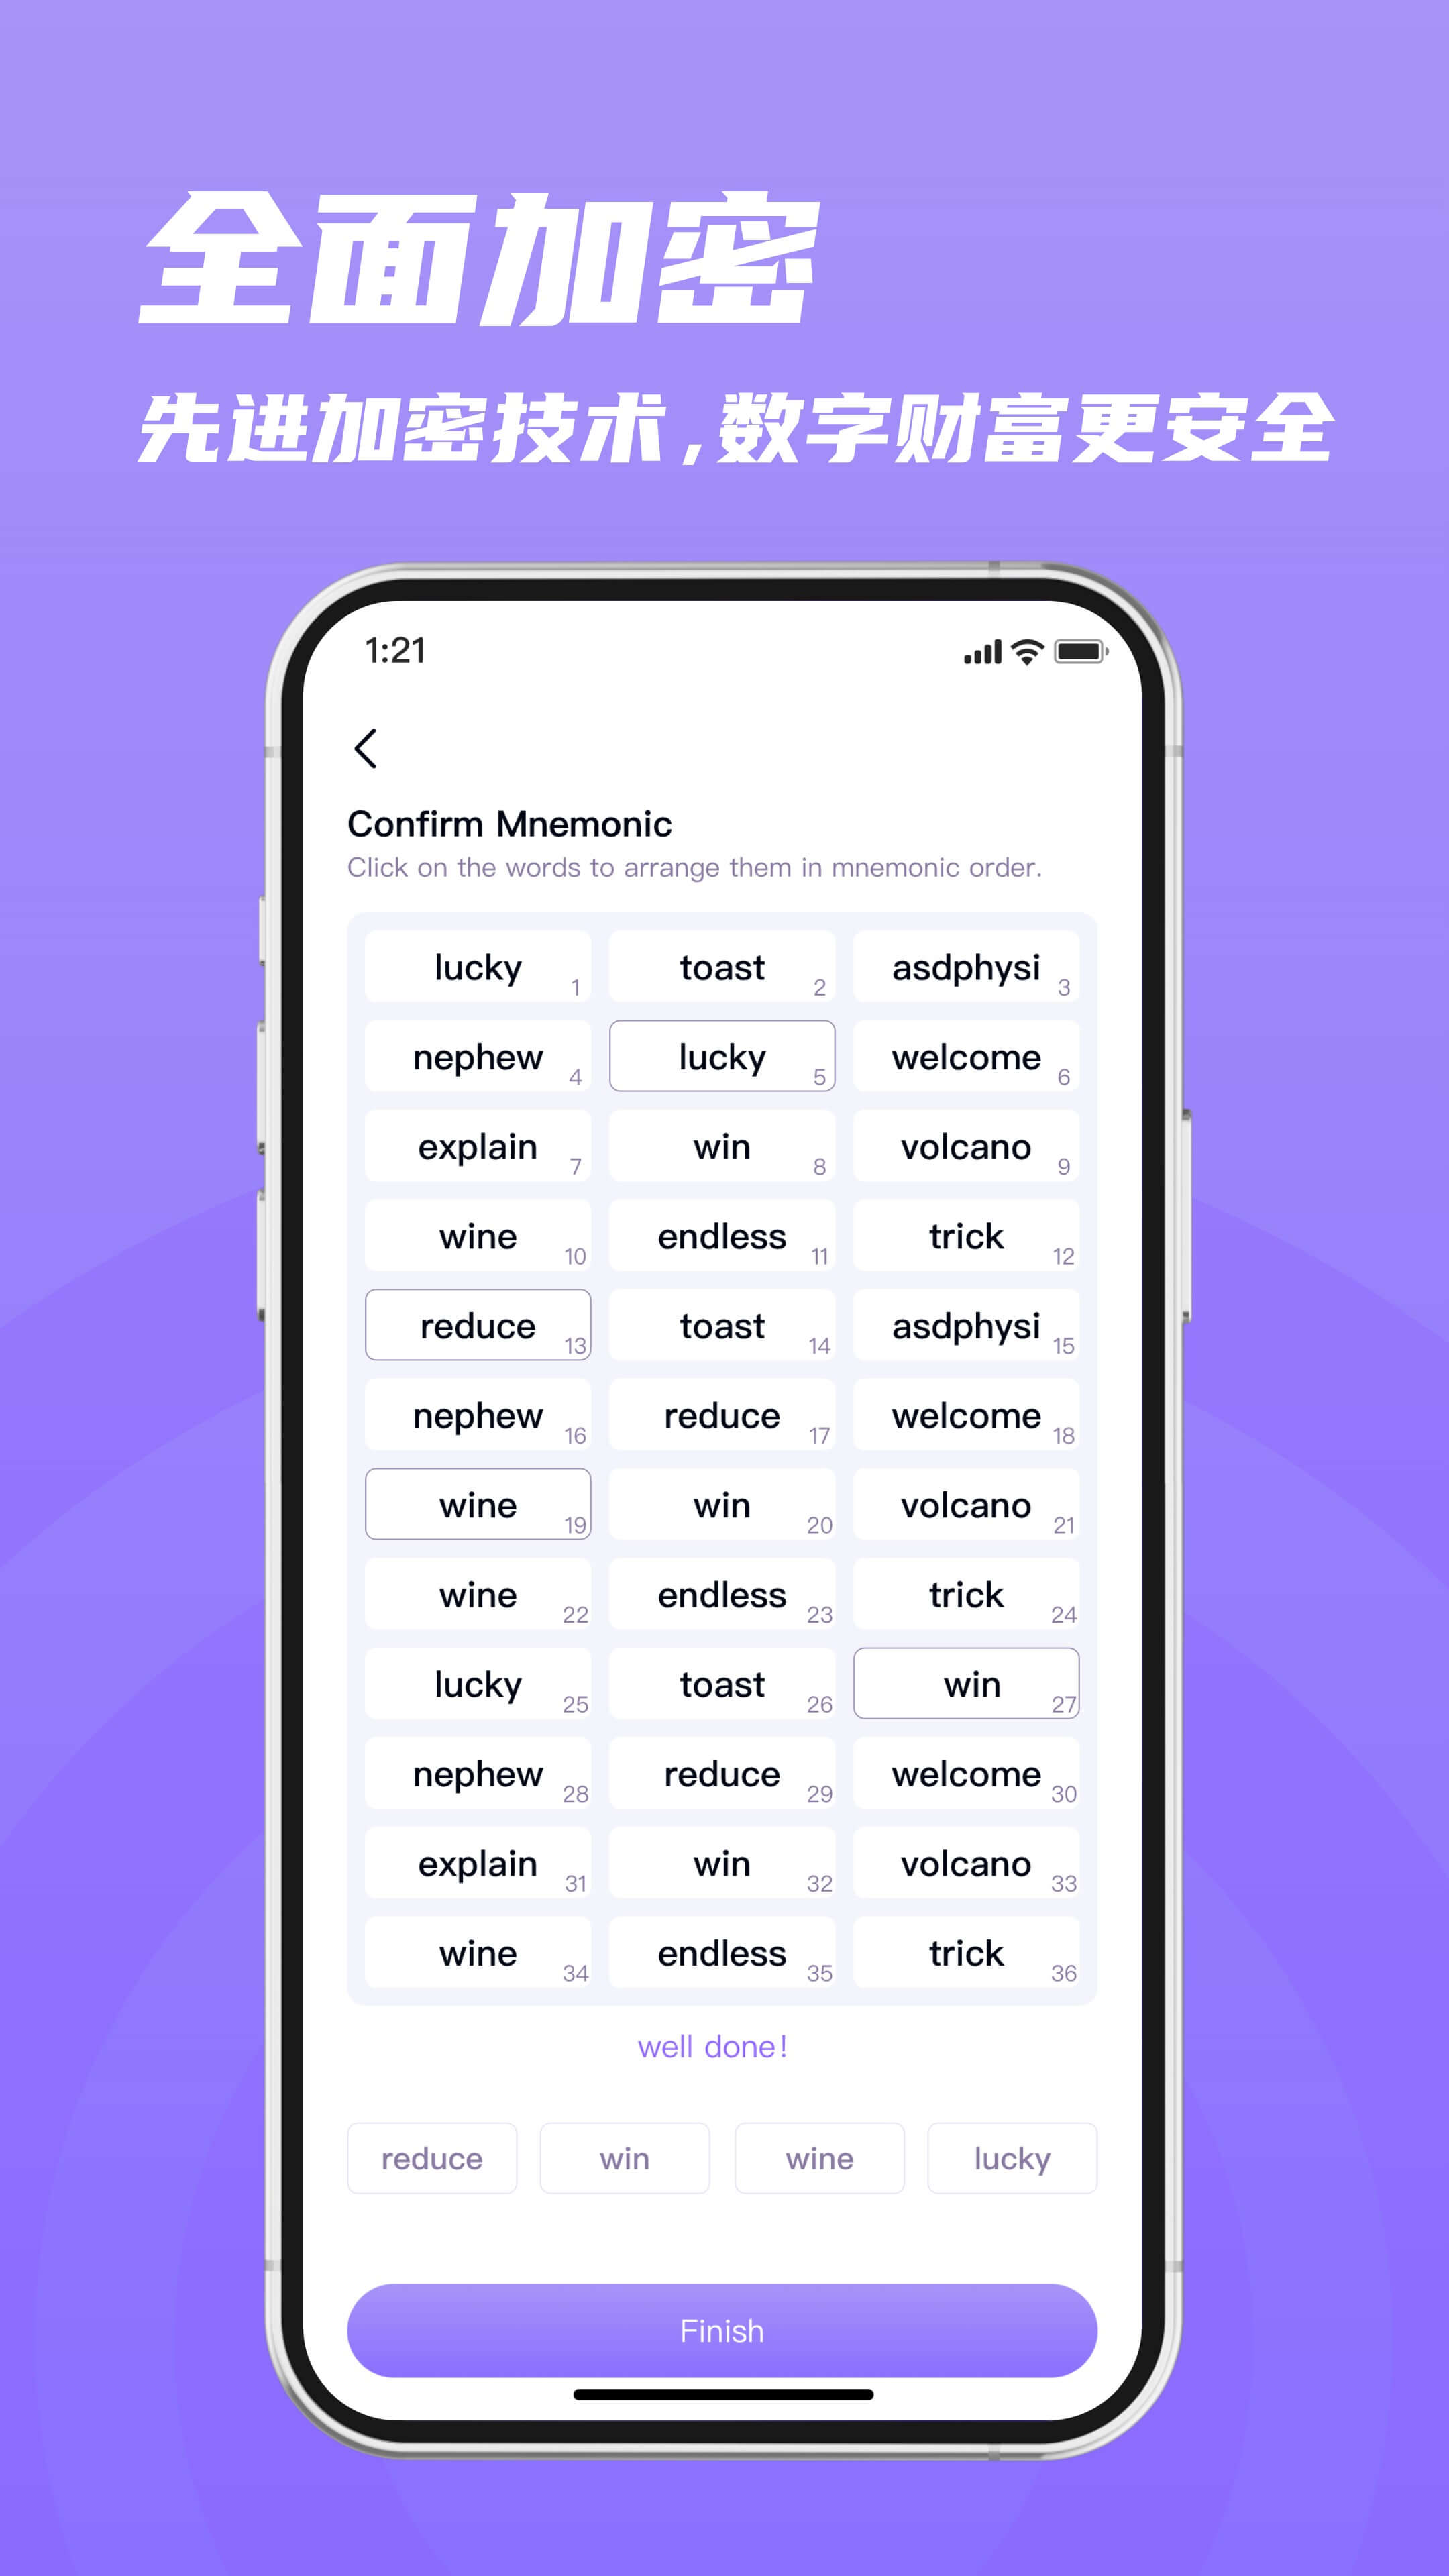 全面加密
先进加密技术,数字财富更安全
1:21
Confirm Mnemonic
Click on the words to arrange them in mnemonic order.
lucky 1 toast 2 asdphysi 3
nephew 4 lucky 5 welcome 6
explain 7 win 8 volcano 9
wine 10 endless 11 trick 12
reduce 13 toast 14 asdphysi 15
nephew 16 reduce 17 welcome 18
wine 19 win 20 volcano 21
wine 22 endless 23 trick 24
lucky 25 toast 26 win 27
nephew 28 reduce 29 welcome 30
explain 31 win 32 volcano 33
wine 34 endless 35 trick 36
well done!
reduce win wine lucky
Finish